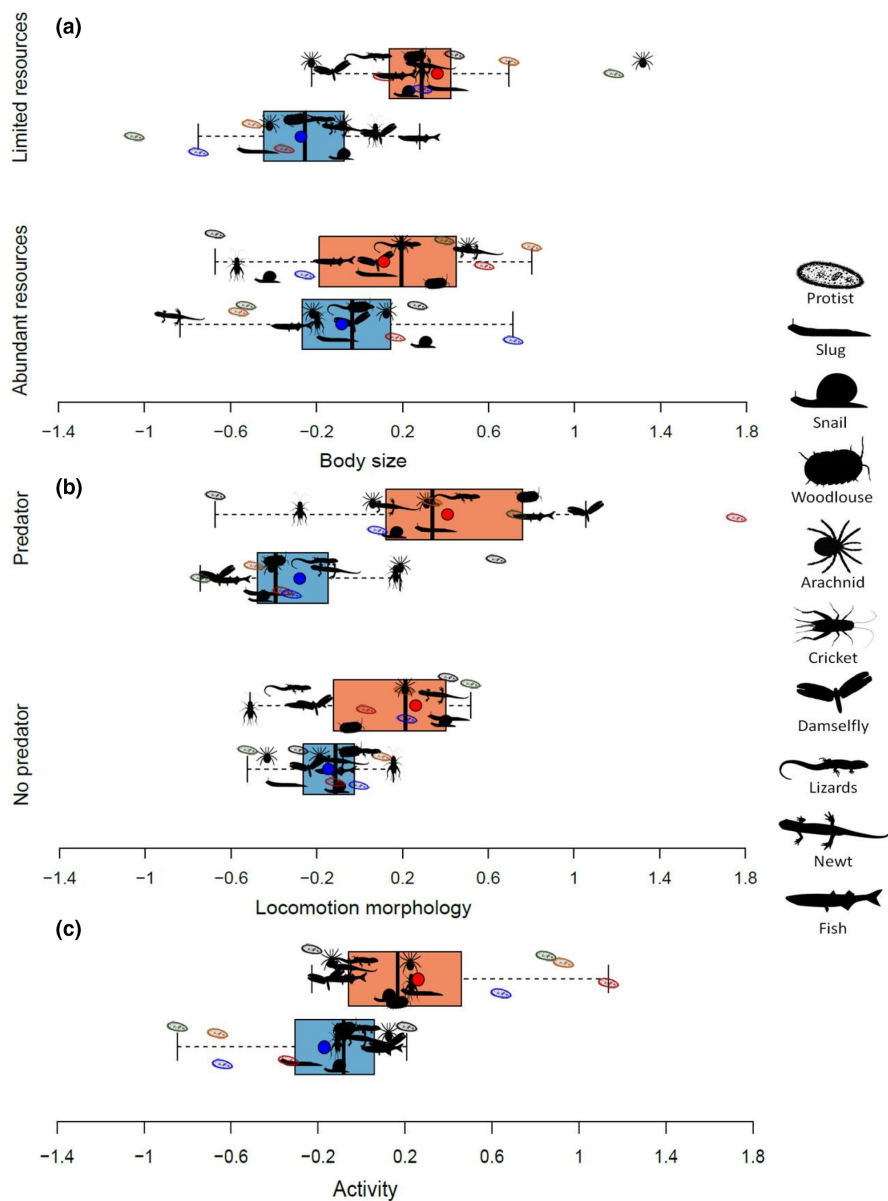 (a)
Limited resources
Abundant resources
−1.4 −1 −0.6 −0.2 0.2 0.6 1 1.4 1.8
Body size
(b)
Predator
No predator
−1.4 −1 −0.6 −0.2 0.2 0.6 1 1.4 1.8
Locomotion morphology
(c)
−1.4 −1 −0.6 −0.2 0.2 0.6 1 1.4 1.8
Activity
Protist
Slug
Snail
Woodlouse
Arachnid
Cricket
Damselfly
Lizards
Newt
Fish